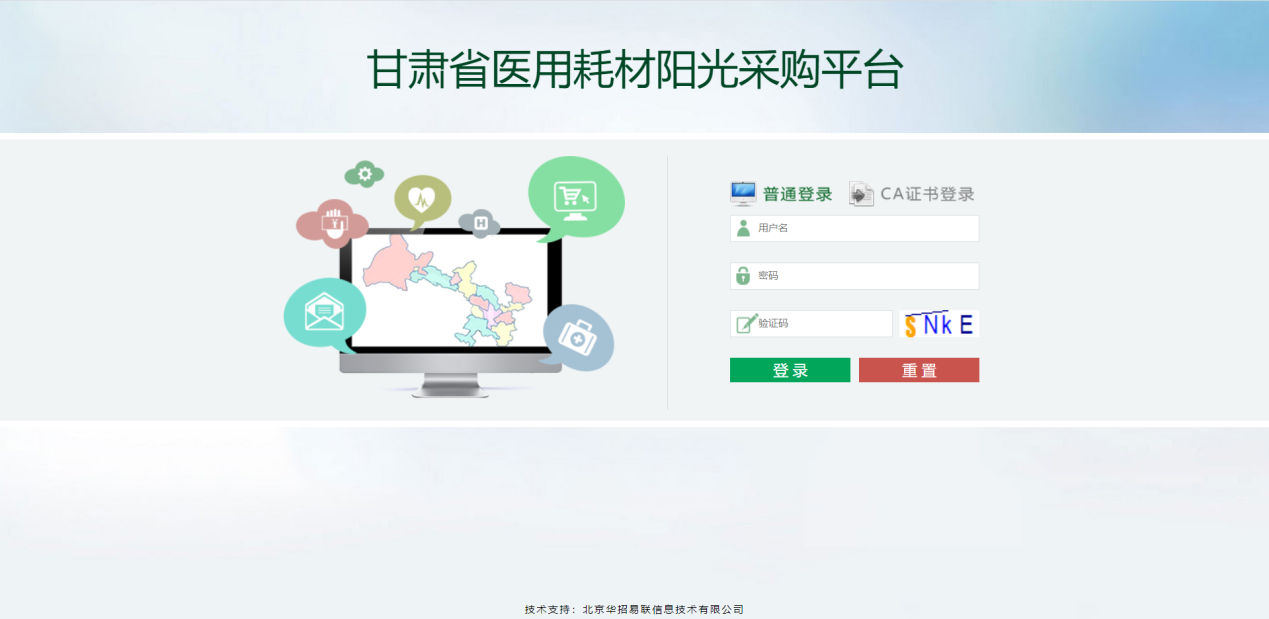 甘肃省医用耗材阳光采购平台
普通登录 CA证书登录
用户名
密码
验证码 SNkE
登录 重置
H
¥
技术支持：北京华招易联信息技术有限公司